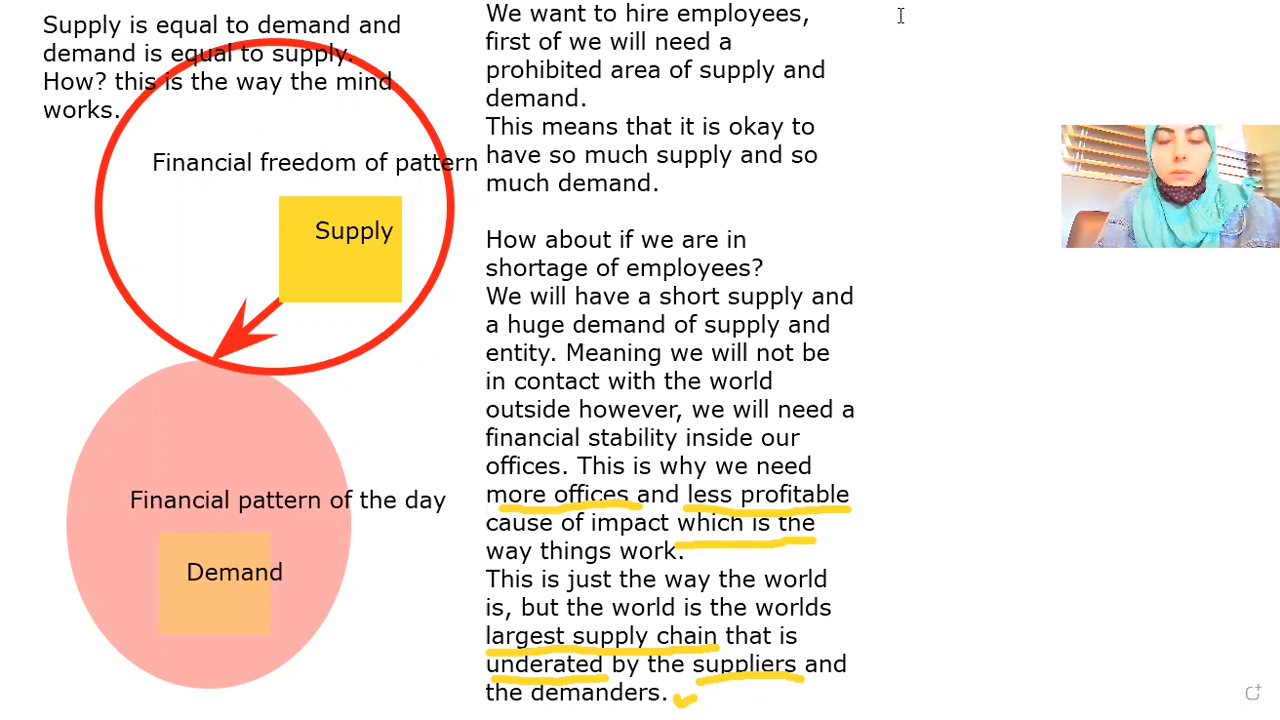 Supply is equal to demand and
demand is equal to supply.
How? this is the way the mind
works.
Financial freedom of pattern
Supply
Financial pattern of the day
Demand
We want to hire employees,
first of we will need a
prohibited area of supply and
demand.
This means that it is okay to
have so much supply and so
much demand.
How about if we are in
shortage of employees?
We will have a short supply and
a huge demand of supply and
entity. Meaning we will not be
in contact with the world
outside however, we will need a
financial stability inside our
offices. This is why we need
more offices and less profitable
cause of impact which is the
way things work.
This is just the way the world
is, but the world is the worlds
largest supply chain that is
underated by the suppliers and
the demanders.